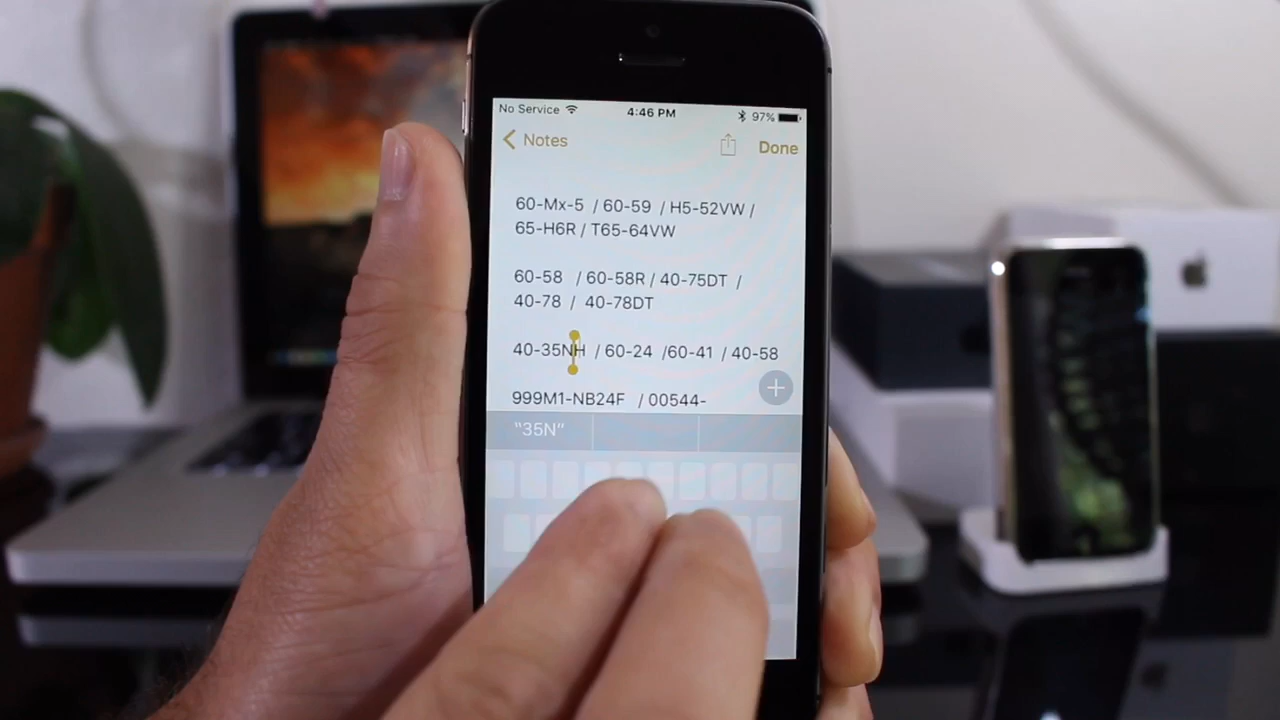 No Service 4:46 PM 97%
Notes Done
60-Mx-5 / 60-59 / H5-52VW /
65-H6R / T65-64VW
60-58 / 60-58R / 40-75DT /
40-78 / 40-78DT
40-35NH / 60-24 /60-41 / 40-58
999M1-NB24F / 00544-
"35N"